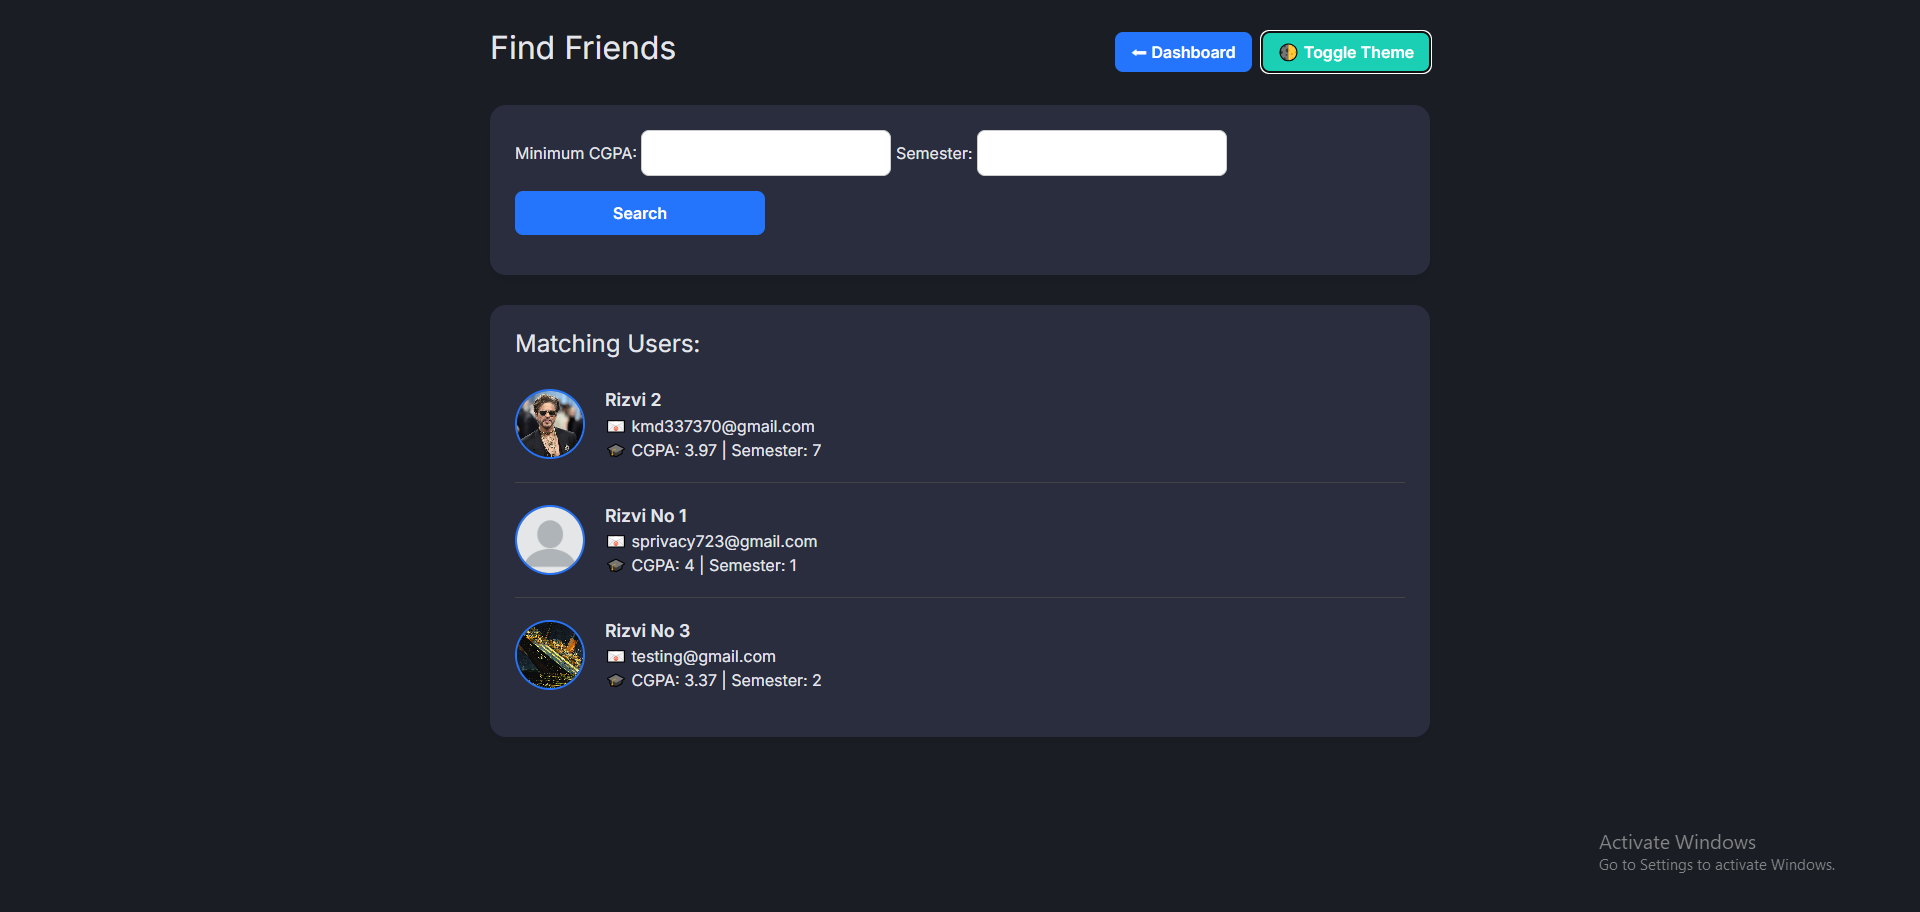 Find Friends
⬅ Dashboard
🌗 Toggle Theme
Minimum CGPA:
Semester:
Search
Matching Users:
Rizvi 2
📧 kmd337370@gmail.com
🎓 CGPA: 3.97 | Semester: 7
Rizvi No 1
📧 sprivacy723@gmail.com
🎓 CGPA: 4 | Semester: 1
Rizvi No 3
📧 testing@gmail.com
🎓 CGPA: 3.37 | Semester: 2
Activate Windows
Go to Settings to activate Windows.